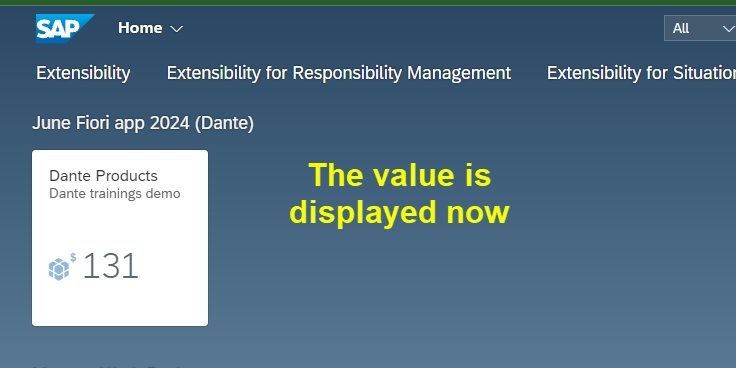 SAP Home All
Extensibility Extensibility for Responsibility Management Extensibility for Situation
June Fiori app 2024 (Dante)
Dante Products
Dante trainings demo
The value is
displayed now
$ 131